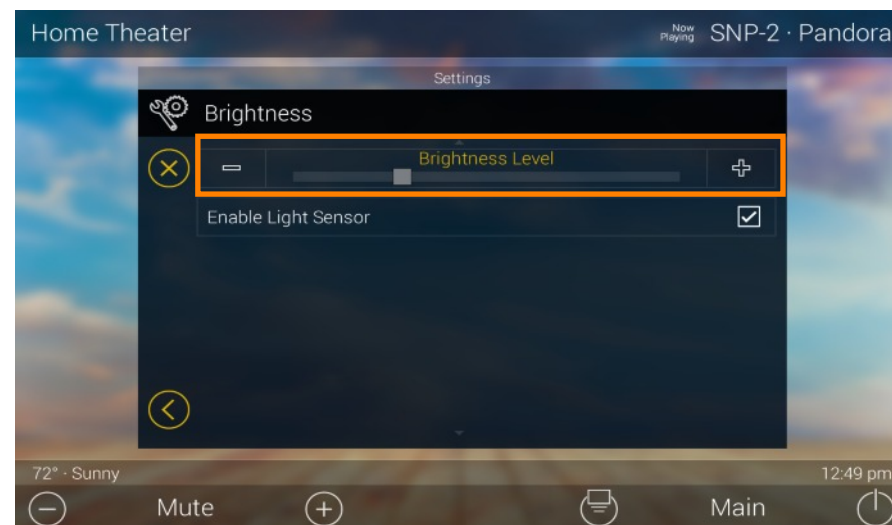 Home Theater
Now Playing SNP-2 · Pandora
Settings
Brightness
Brightness Level
Enable Light Sensor
72° · Sunny
12:49 pm
Mute
Main